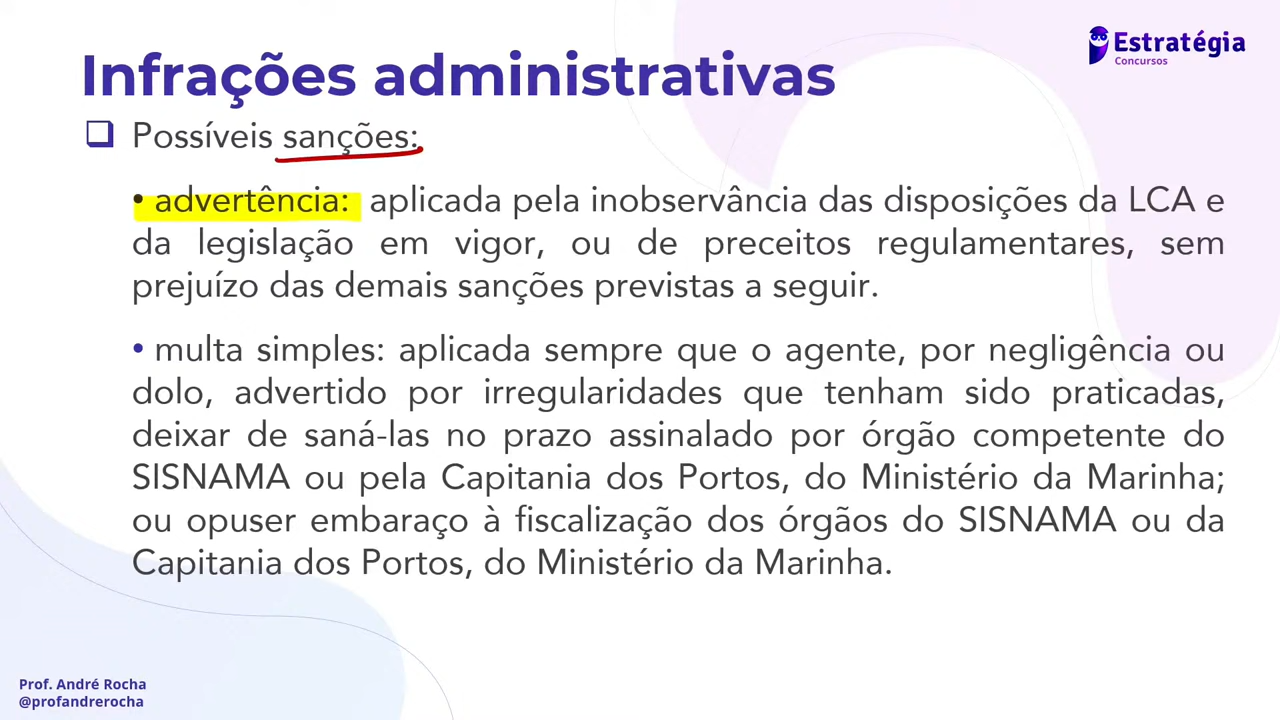 Estratégia
Concursos
Infrações administrativas
Possíveis sanções:
• advertência: aplicada pela inobservância das disposições da LCA e
da legislação em vigor, ou de preceitos regulamentares, sem
prejuízo das demais sanções previstas a seguir.
• multa simples: aplicada sempre que o agente, por negligência ou
dolo, advertido por irregularidades que tenham sido praticadas,
deixar de saná-las no prazo assinalado por órgão competente do
SISNAMA ou pela Capitania dos Portos, do Ministério da Marinha;
ou opuser embaraço à fiscalização dos órgãos do SISNAMA ou da
Capitania dos Portos, do Ministério da Marinha.
Prof. André Rocha
@profandrerocha